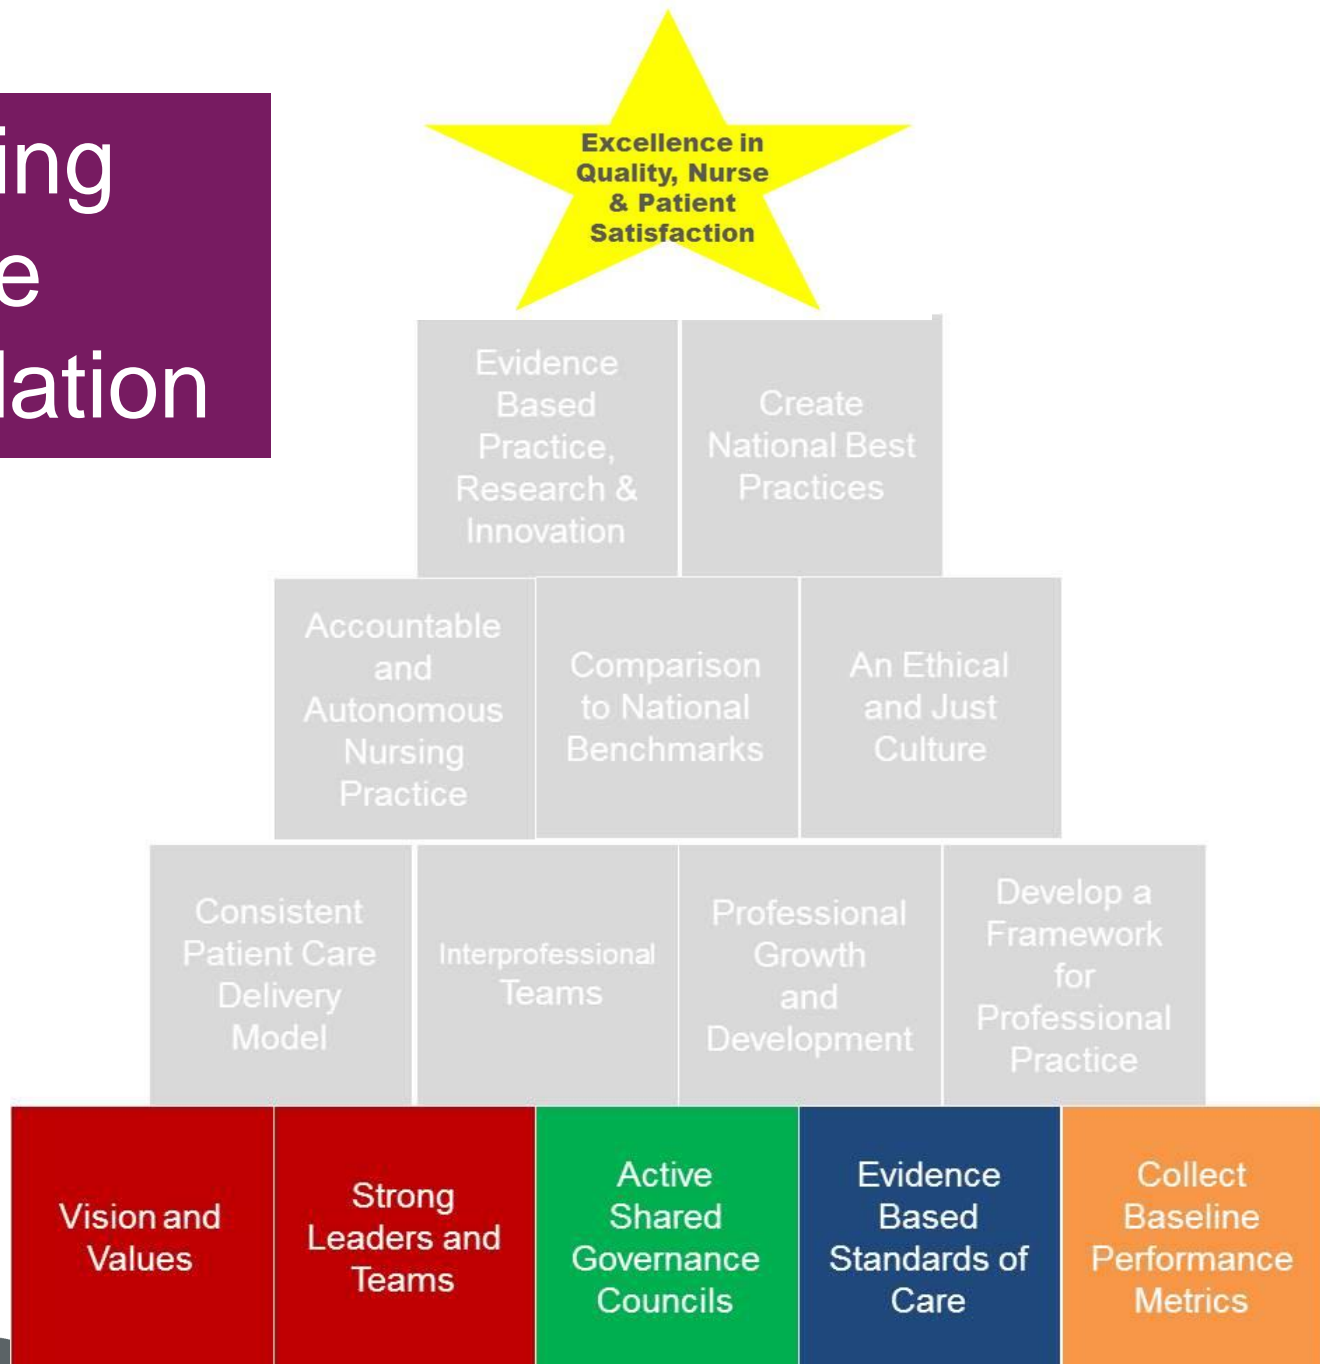 ing
e
lation
Excellence in
Quality, Nurse
& Patient
Satisfaction
Evidence
Based
Practice,
Research &
Innovation
Create
National Best
Practices
Accountable
and
Autonomous
Nursing
Practice
Comparison
to National
Benchmarks
An Ethical
and Just
Culture
Consistent
Patient Care
Delivery
Model
Interprofessional
Teams
Professional
Growth
and
Development
Develop a
Framework
for
Professional
Practice
Vision and
Values
Strong
Leaders and
Teams
Active
Shared
Governance
Councils
Evidence
Based
Standards of
Care
Collect
Baseline
Performance
Metrics